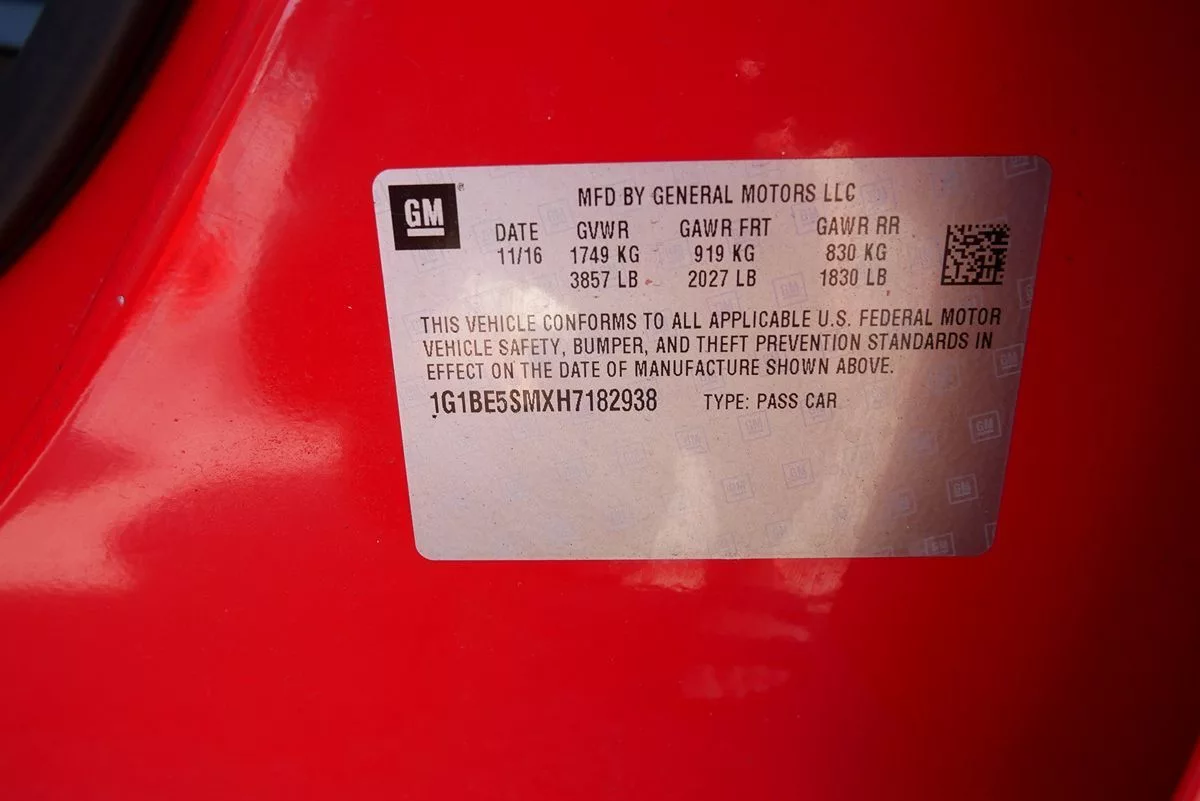 GM ® MFD BY GENERAL MOTORS LLC
DATE GVWR GAWR FRT GAWR RR
11/16 1749 KG 919 KG 830 KG
3857 LB 2027 LB 1830 LB
THIS VEHICLE CONFORMS TO ALL APPLICABLE U.S. FEDERAL MOTOR
VEHICLE SAFETY, BUMPER, AND THEFT PREVENTION STANDARDS IN
EFFECT ON THE DATE OF MANUFACTURE SHOWN ABOVE.
1G1BE5SMXH7182938 TYPE: PASS CAR